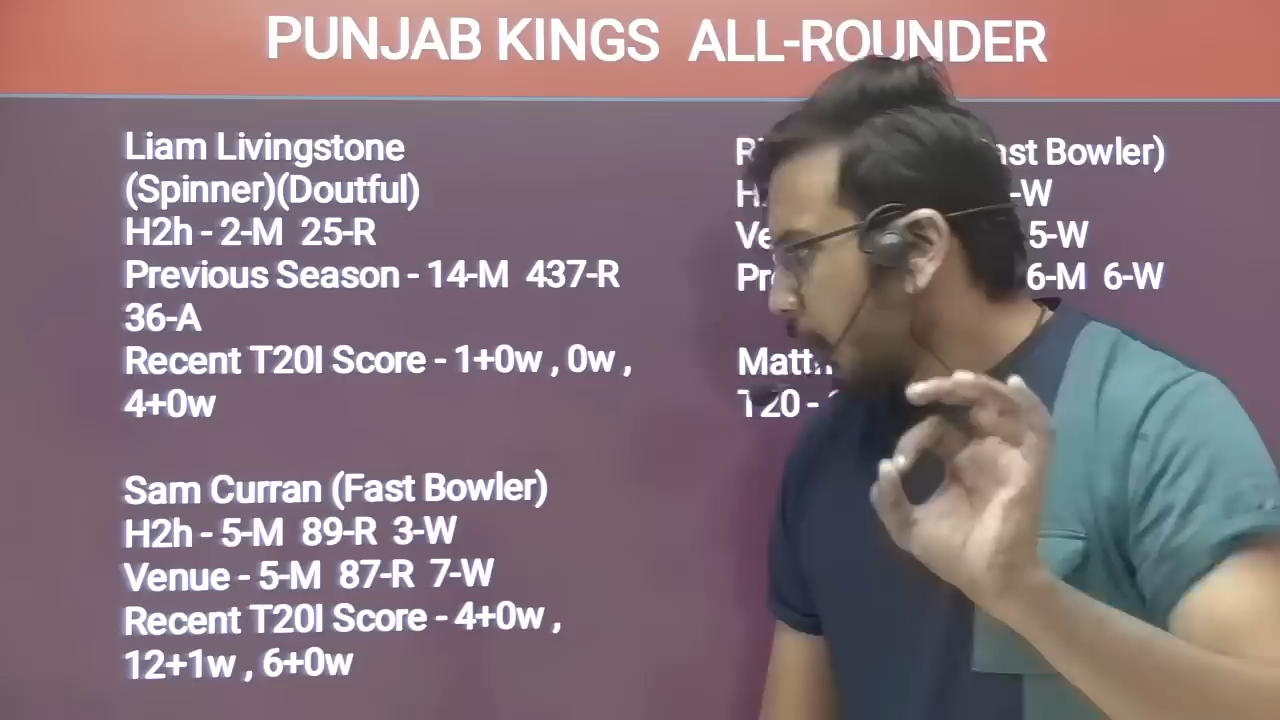 PUNJAB KINGS ALL-ROUNDER
Liam Livingstone
(Spinner)(Doutful)
H2h - 2-M 25-R
Previous Season - 14-M 437-R
36-A
Recent T20I Score - 1+0w , 0w ,
4+0w
Sam Curran (Fast Bowler)
H2h - 5-M 89-R 3-W
Venue - 5-M 87-R 7-W
Recent T20I Score - 4+0w ,
12+1w , 6+0w
Bowler)
-W
5-W
6-M 6-W
T20 -